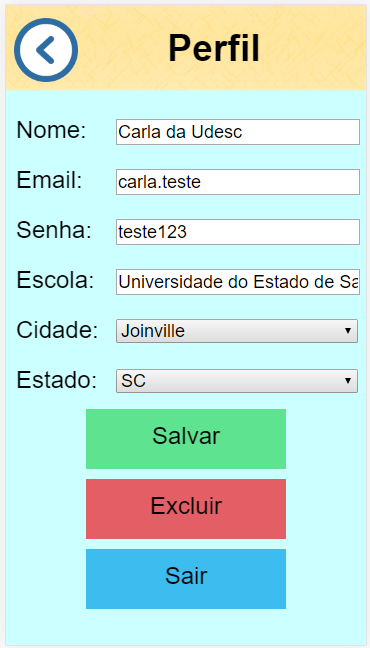 Perfil
Nome: Carla da Udesc
Email: carla.teste
Senha: teste123
Escola: Universidade do Estado de Sa
Cidade: Joinville
Estado: SC
Salvar
Excluir
Sair